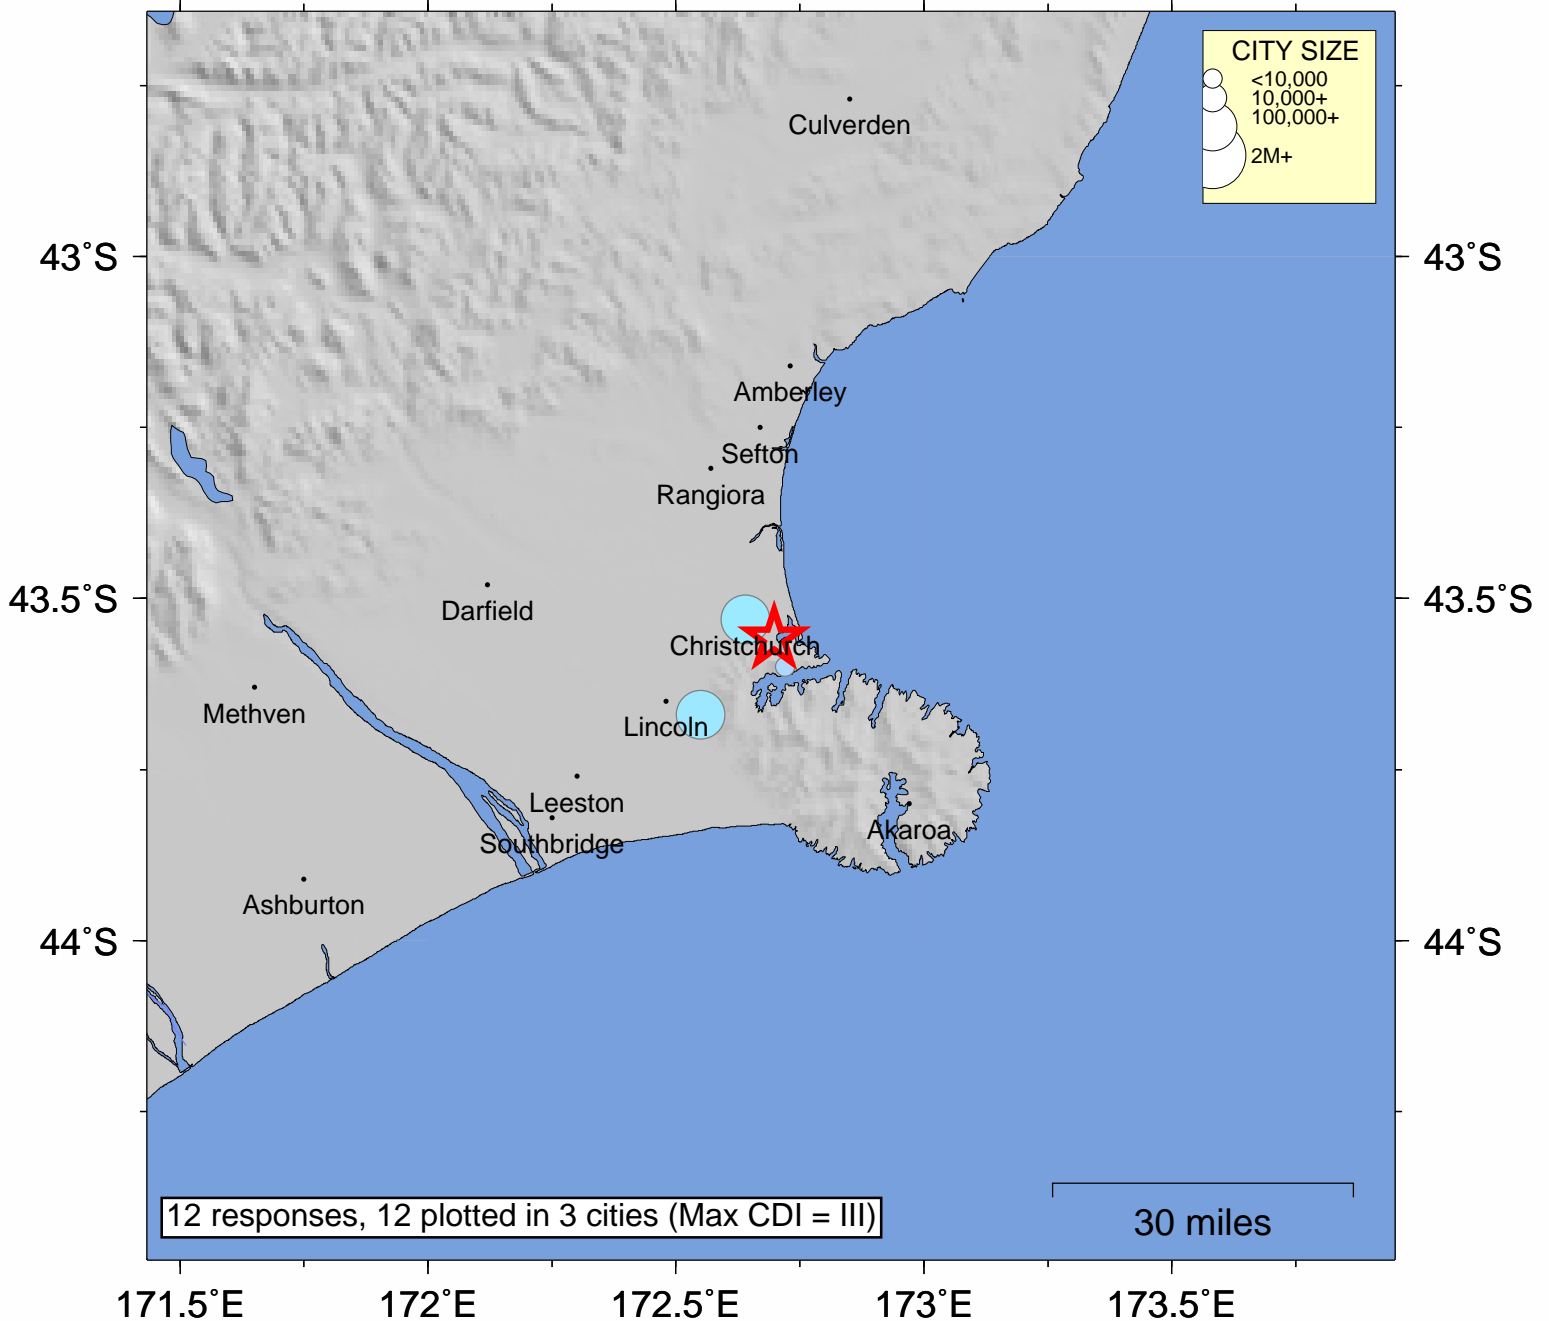 CITY SIZE
<10,000
10,000+
100,000+
2M+
Culverden
43˚S
43˚S
Amberley
Sefton
Rangiora
43.5˚S
43.5˚S
Darfield
Christchurch
Methven
Lincoln
Leeston
Southbridge
Akaroa
Ashburton
44˚S
44˚S
12 responses, 12 plotted in 3 cities (Max CDI = III)
30 miles
171.5˚E
172˚E
172.5˚E
173˚E
173.5˚E